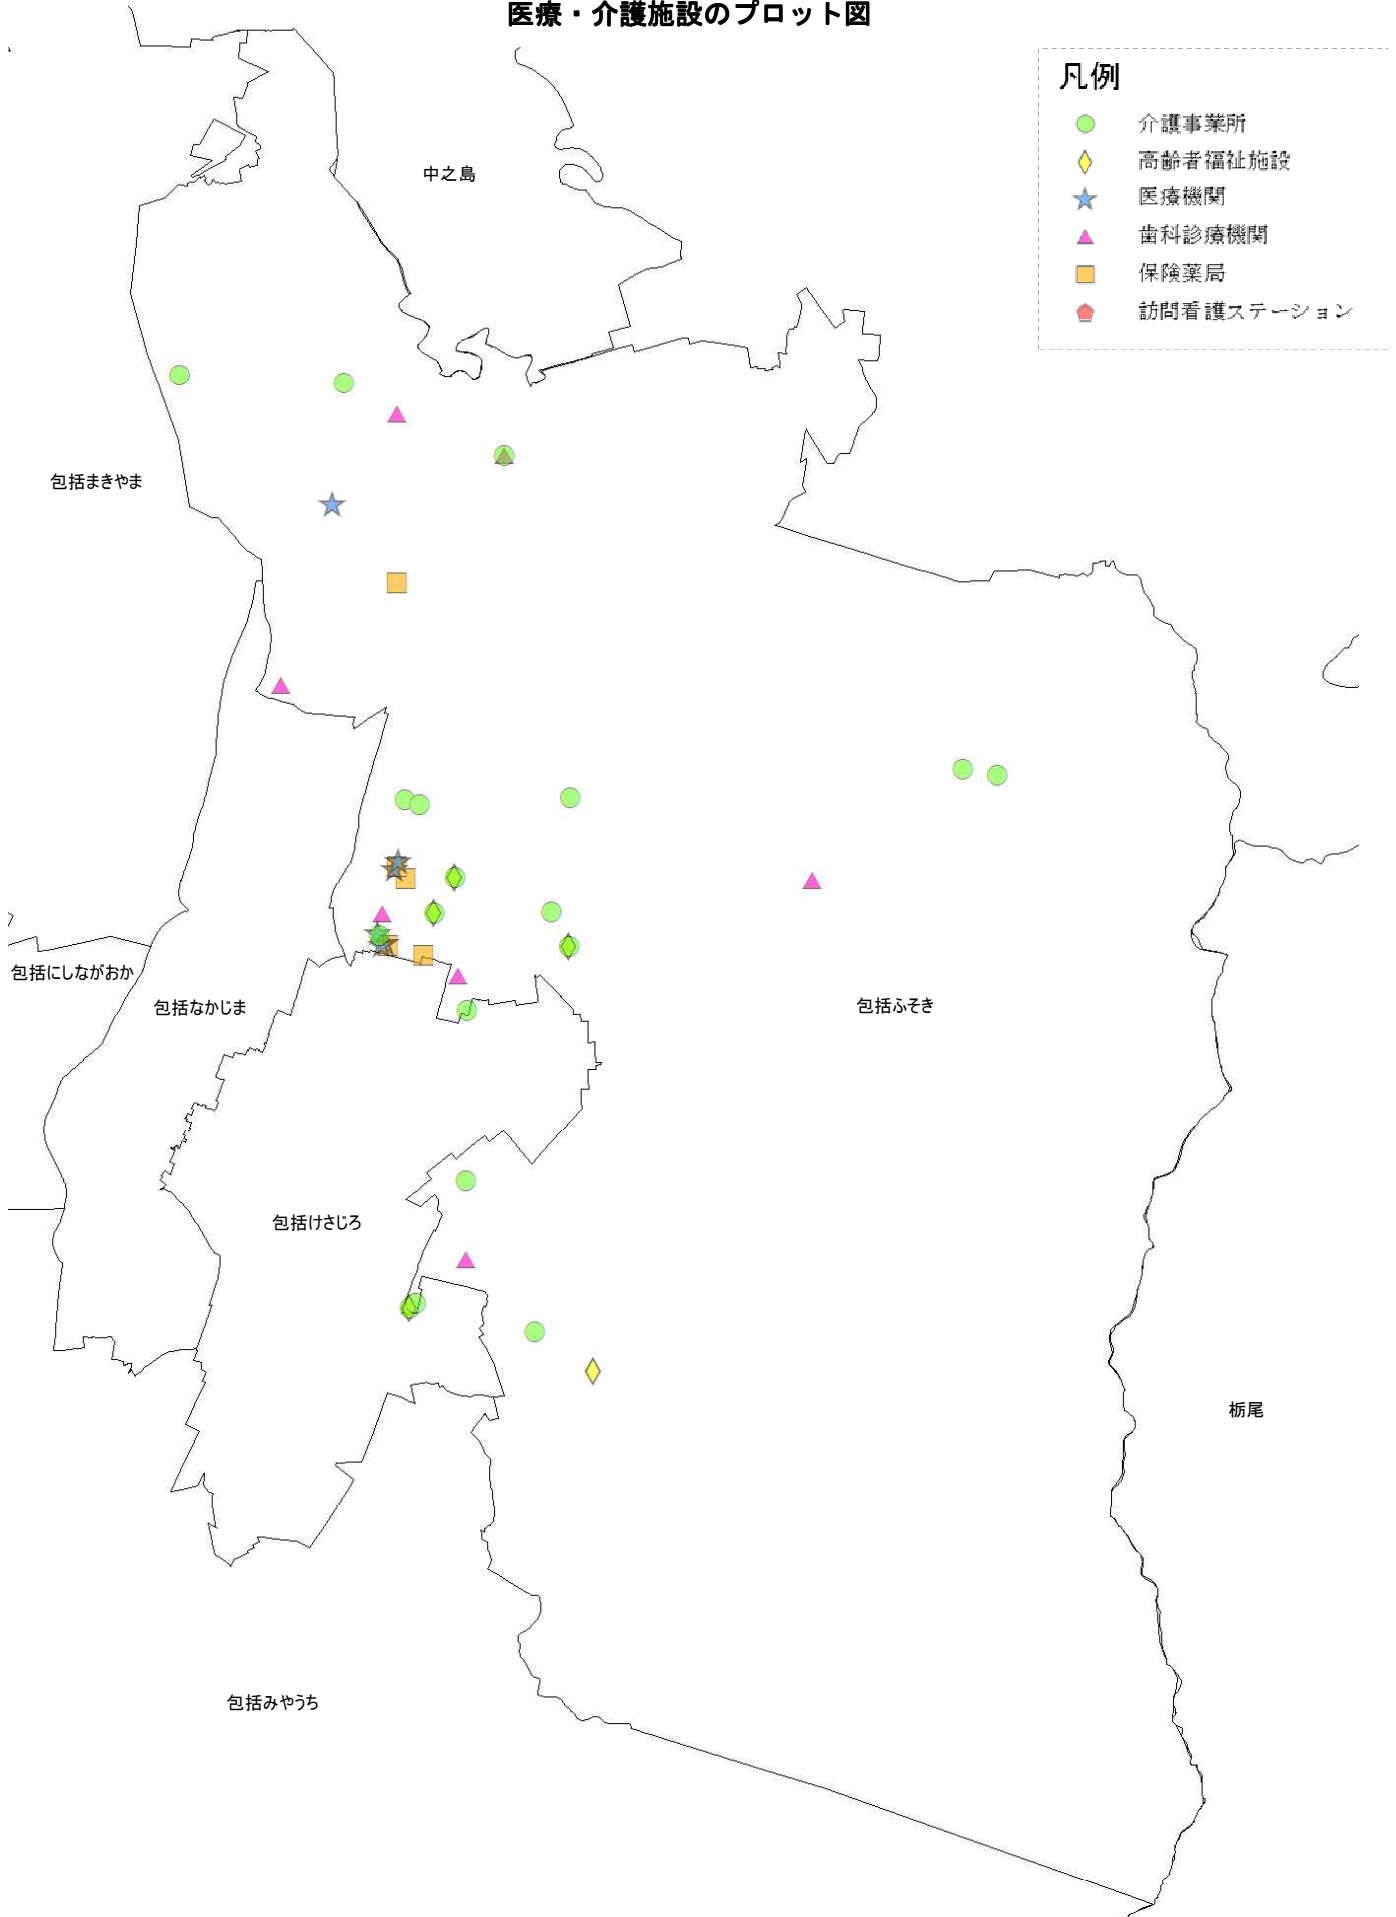 医療・介護施設のプロット図
凡例
介護事業所
高齢者福祉施設
医療機関
歯科診療機関
保険薬局
訪問看護ステーション
中之島
包括まきやま
包括にしながおか
包括なかじま
包括ふそき
包括けさじろ
栃尾
包括みやうち